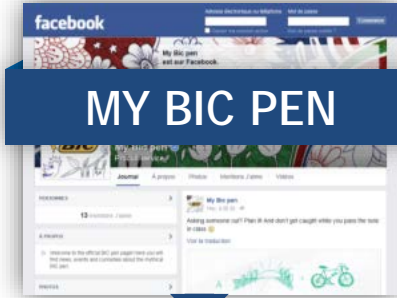 facebook
Adresse électronique ou téléphone Mot de passe
Connexion
My Bic pen
est sur Facebook.
MY BIC PEN
BIC
My Bic pen
Journal À propos Photos Mentions J'aime Vidéos
PERSONNES
13 mentions J'aime
À PROPOS
Welcome to the official BIC pen page! Here you will
find news, events and curiosities about the mythical
BIC pen.
PHOTOS
My Bic pen
Asking someone out? Plan it! And don't get caught while you pass the note
in class
Voir la traduction